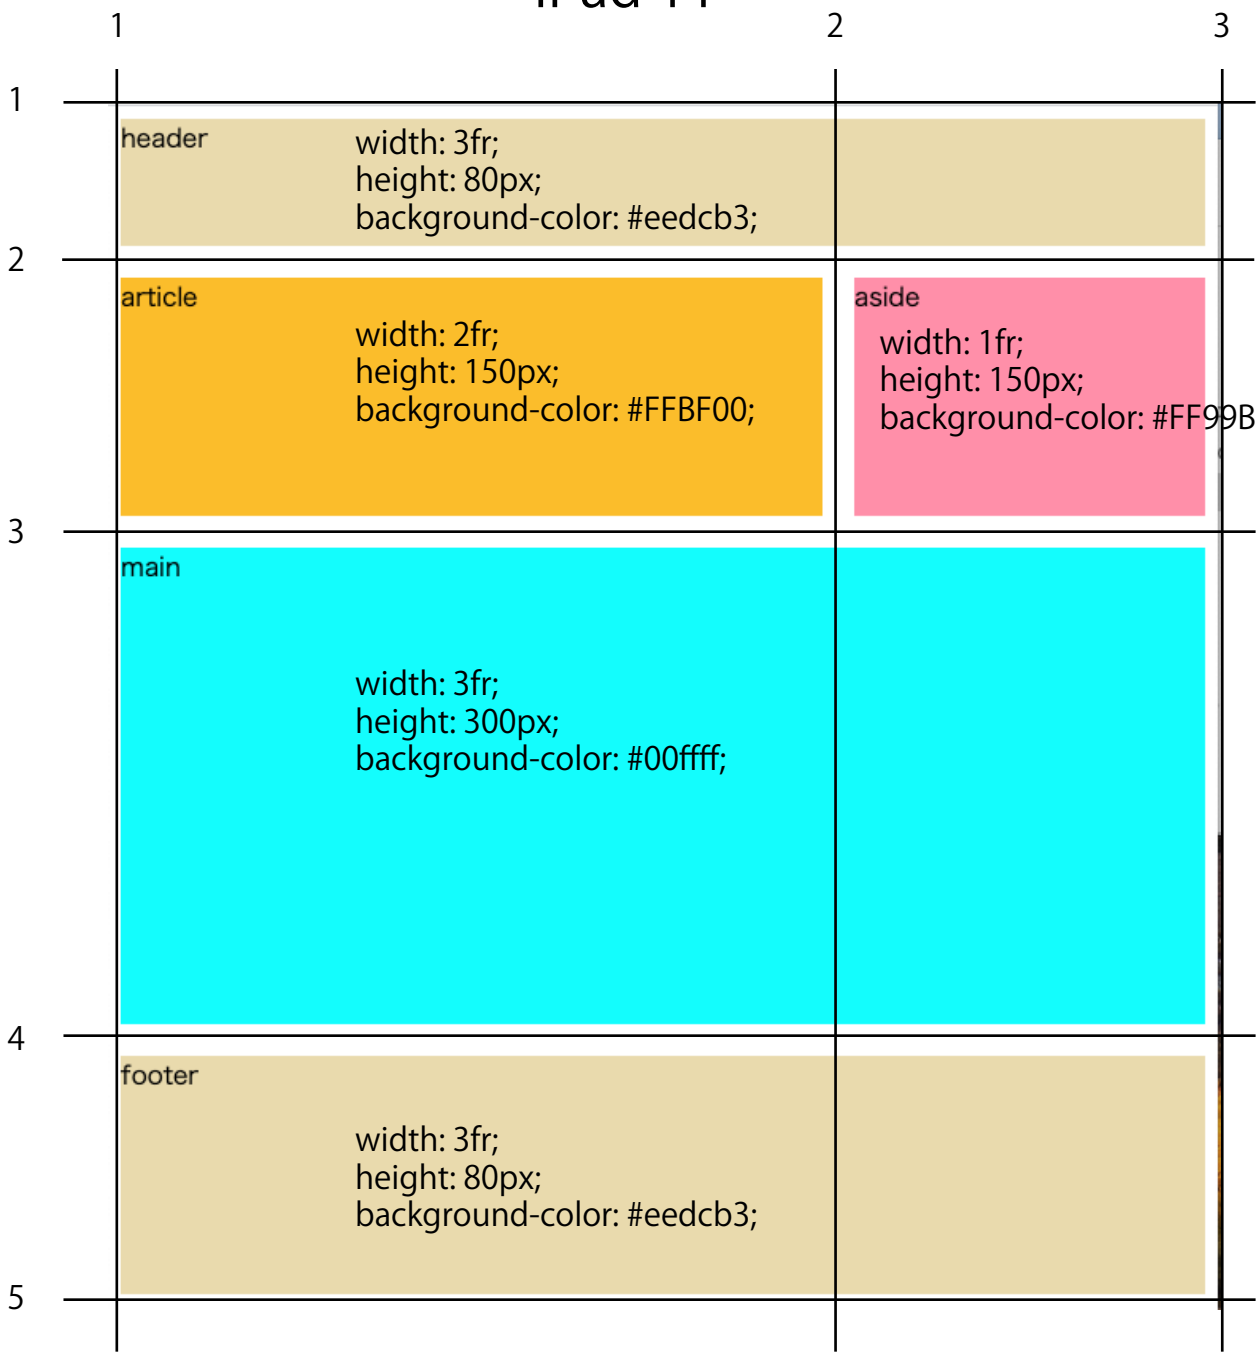 1 2 3
1
header
width: 3fr;
height: 80px;
background-color: #eedcb3;
2
article
width: 2fr;
height: 150px;
background-color: #FFBF00;
aside
width: 1fr;
height: 150px;
background-color: #FF99B
3
main
width: 3fr;
height: 300px;
background-color: #00ffff;
4
footer
width: 3fr;
height: 80px;
background-color: #eedcb3;
5